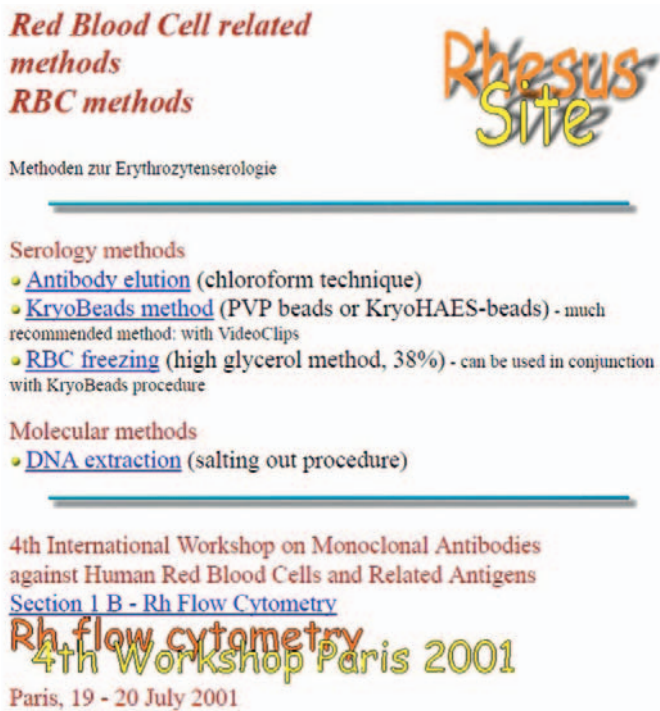 Red Blood Cell related
methods
RBC methods
Rhesus
Site
Methoden zur Erythrozytenserologie
Serology methods
Antibody elution (chloroform technique)
KryoBeads method (PVP beads or KryoHAES-beads) - much
recommended method: with VideoClips
RBC freezing (high glycerol method, 38%) - can be used in conjunction
with KryoBeads procedure
Molecular methods
DNA extraction (salting out procedure)
4th International Workshop on Monoclonal Antibodies
against Human Red Blood Cells and Related Antigens
Section 1 B - Rh Flow Cytometry
Rh flow cytometry
4th Workshop Paris 2001
Paris, 19 - 20 July 2001